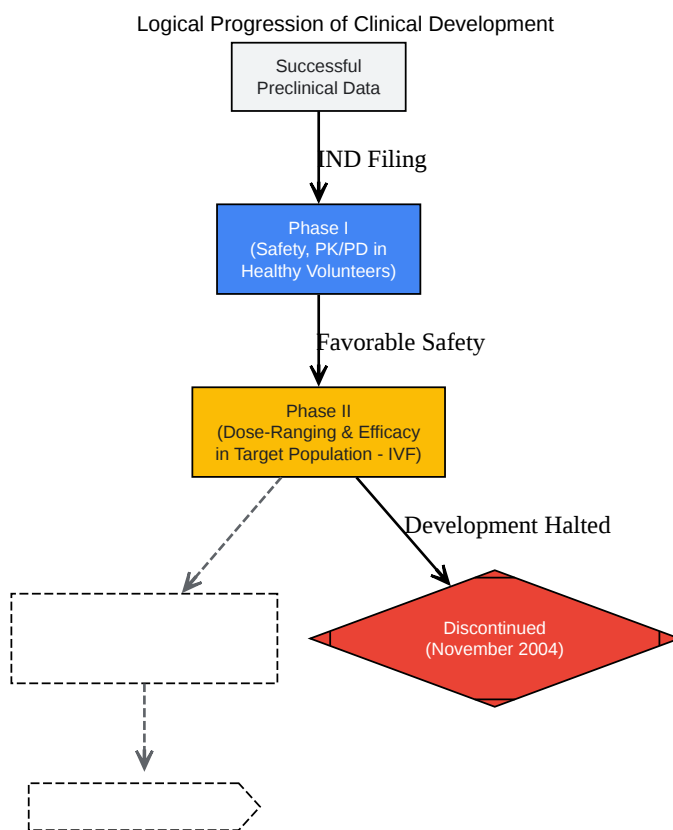 Logical Progression of Clinical Development
Successful
Preclinical Data
IND Filing
Phase I
(Safety, PK/PD in
Healthy Volunteers)
Favorable Safety
Phase II
(Dose-Ranging & Efficacy
in Target Population - IVF)
Development Halted
Discontinued
(November 2004)